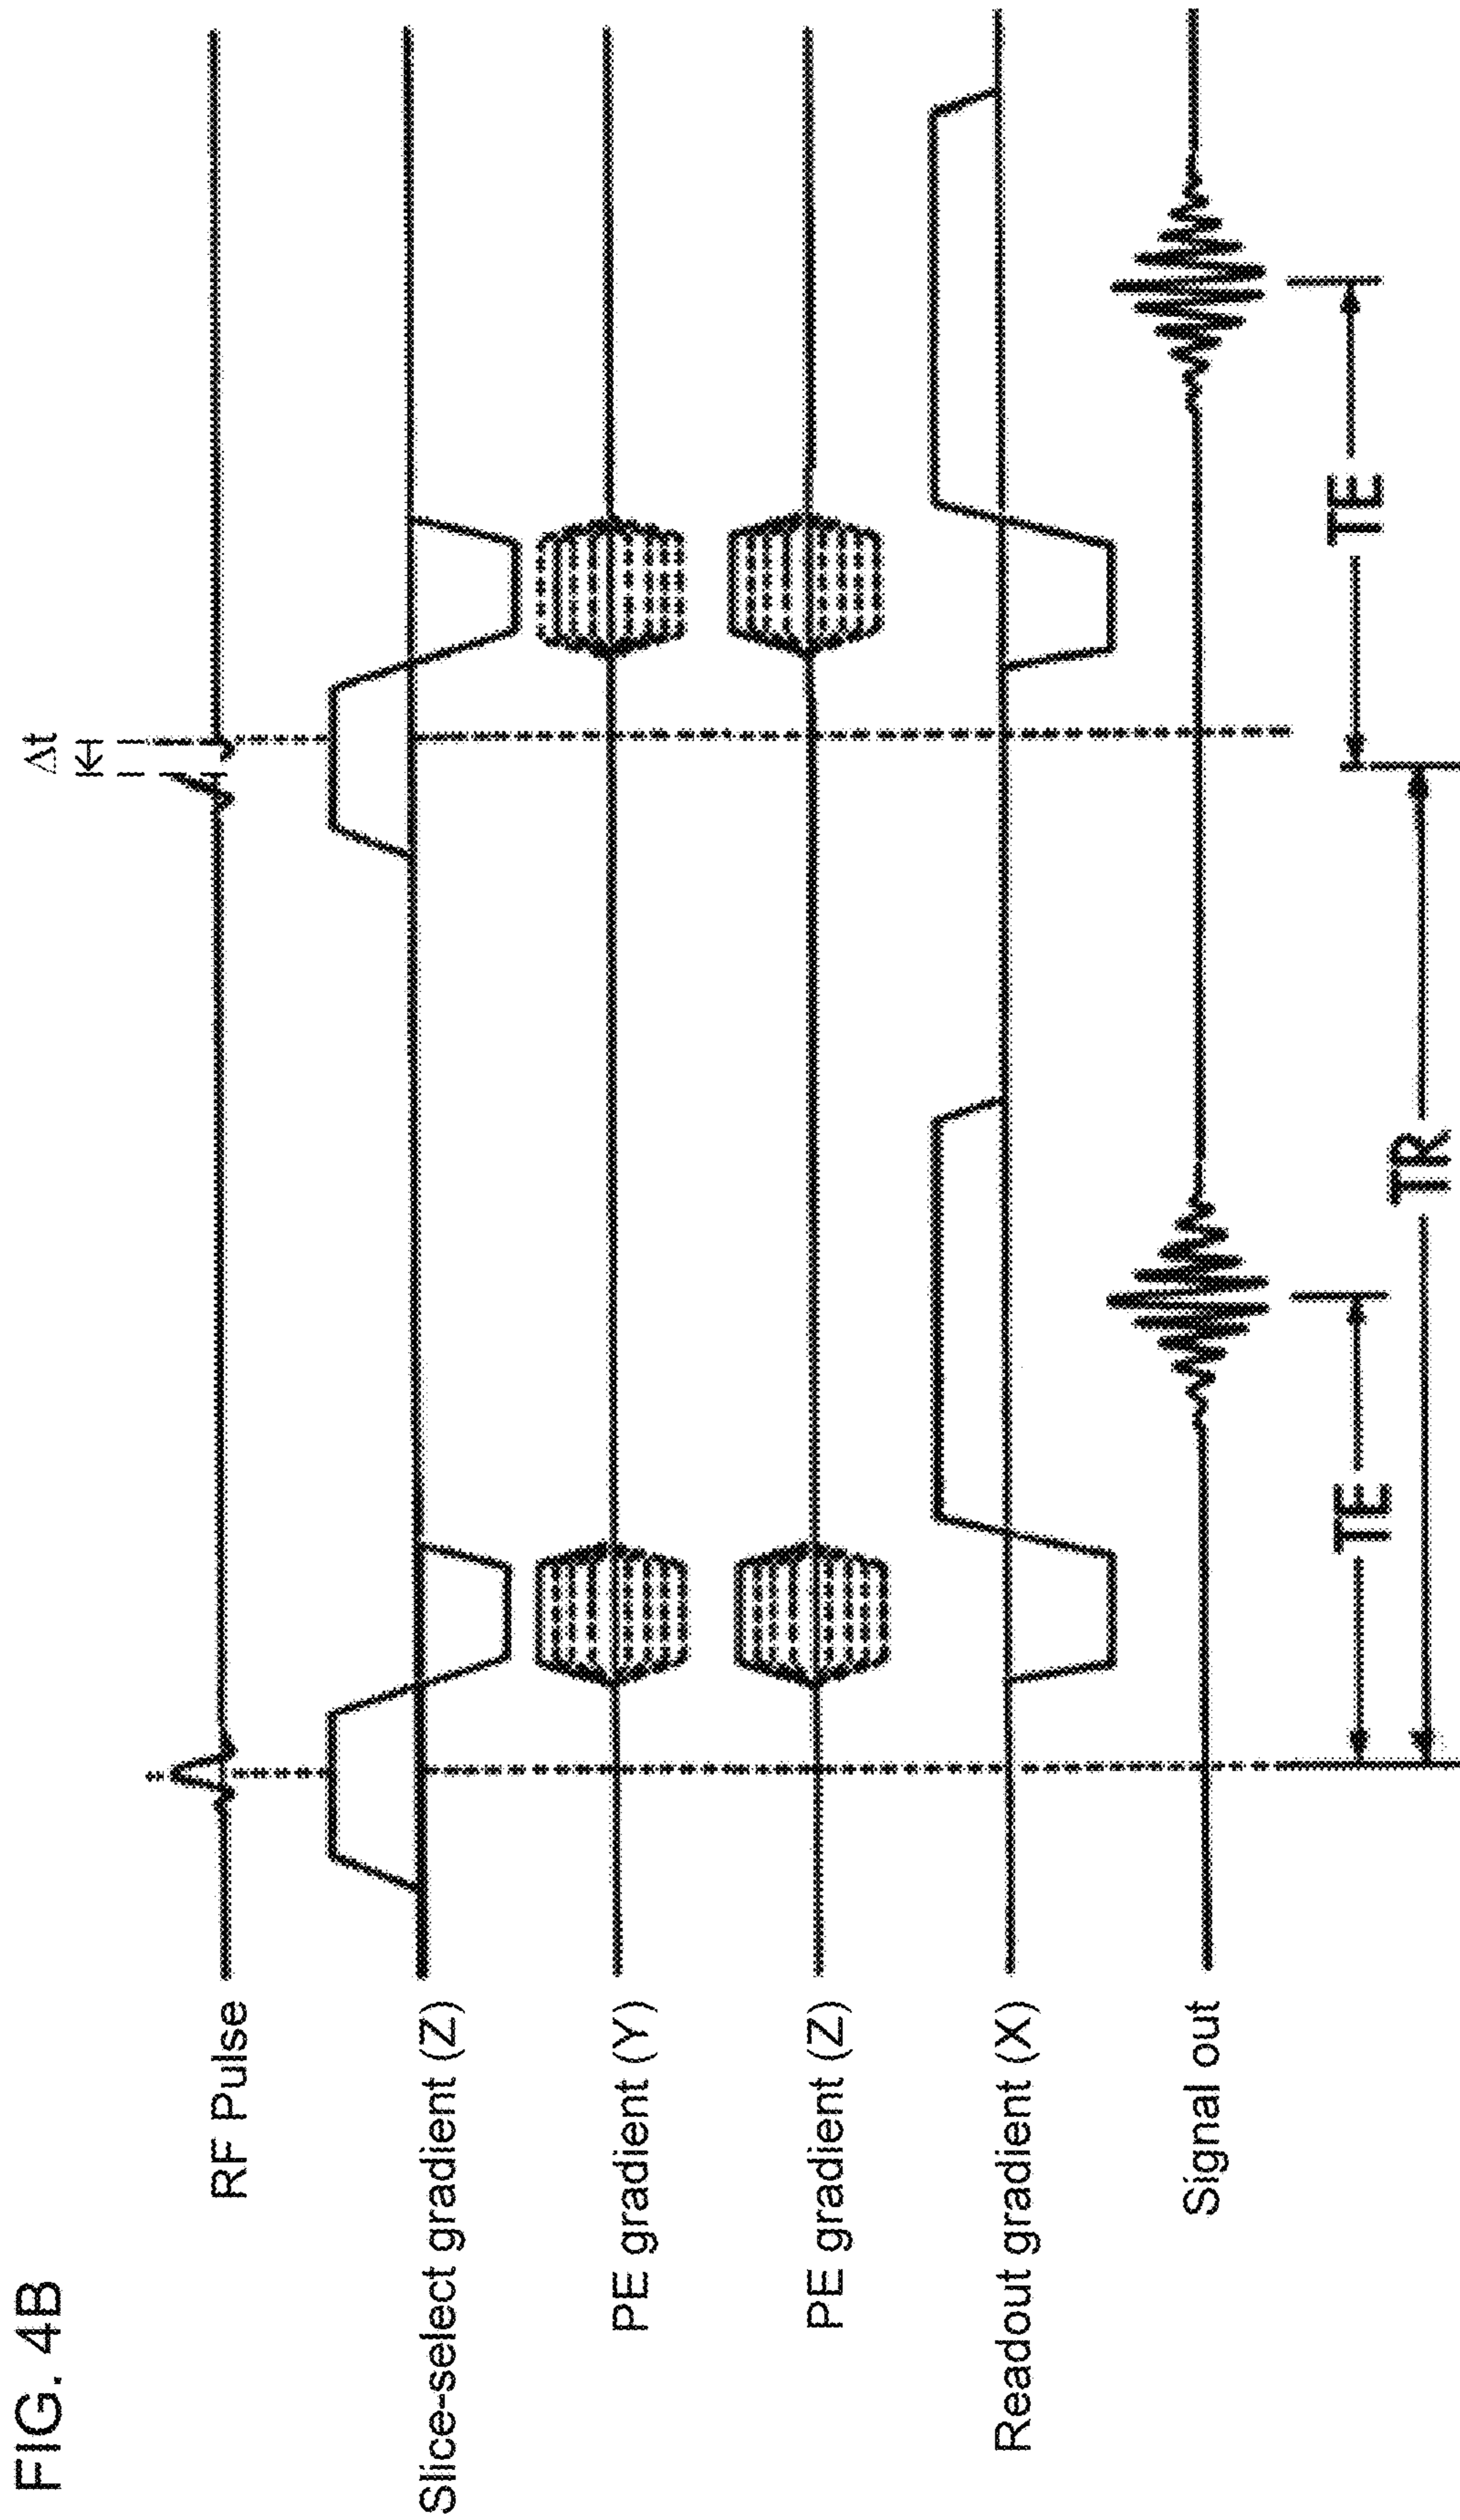 FIG. 4B
Δt
RF Pulse
Slice-select gradient (Z)
PE gradient (Y)
PE gradient (Z)
Readout gradient (X)
Signal out
TE
TE
TR